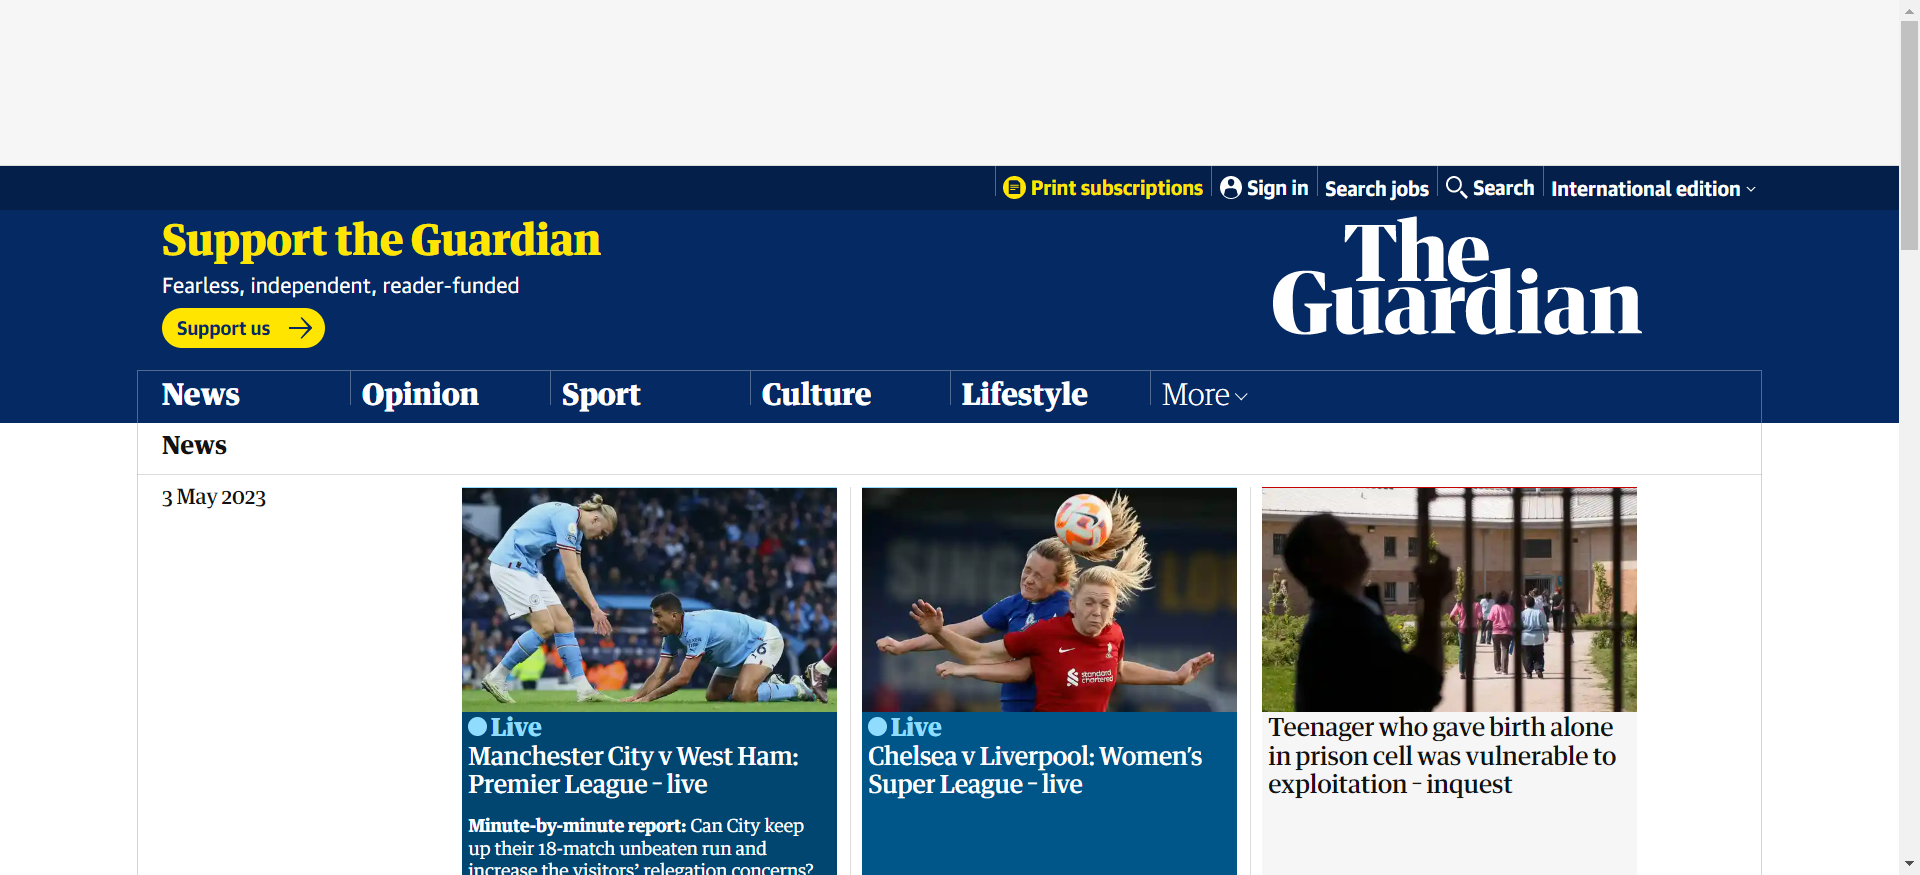 Print subscriptions
Sign in
Search jobs
Search
International edition
Support the Guardian
Fearless, independent, reader-funded
Support us
The
Guardian
News
Opinion
Sport
Culture
Lifestyle
More
News
3 May 2023
Live
Manchester City v West Ham:
Premier League – live
Minute-by-minute report: Can City keep
up their 18-match unbeaten run and
increase the visitors' relegation concerns?
standard
chartered
Live
Chelsea v Liverpool: Women's
Super League – live
Teenager who gave birth alone
in prison cell was vulnerable to
exploitation – inquest